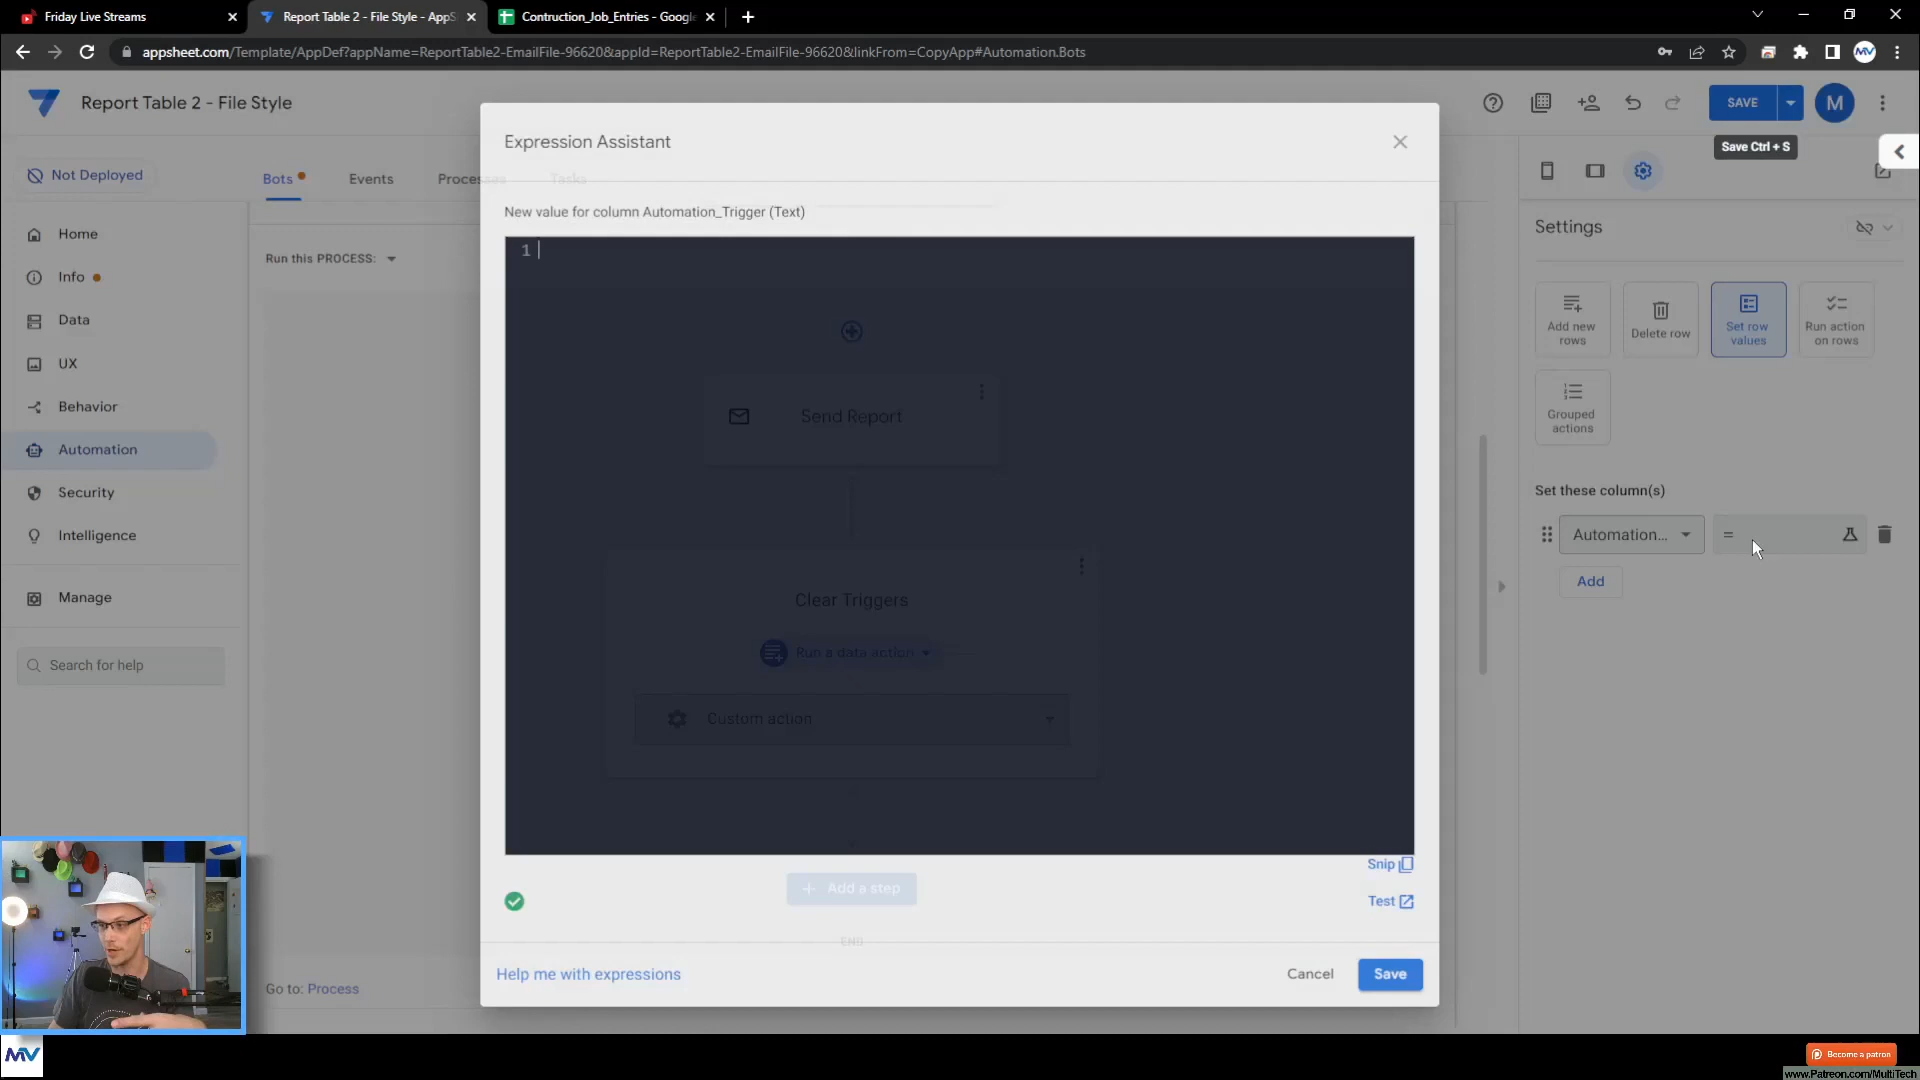 Friday Live Streams
Report Table 2 - File Style - AppS
Contruction_Job_Entries - Google
appsheet.com/Template/AppDef?appName=ReportTable2-EmailFile-96620&appId=ReportTable2-EmailFile-96620&linkFrom=CopyApp#Automation.Bots
MV
Report Table 2 - File Style
SAVE
M
Save Ctrl + S
Expression Assistant
Not Deployed
Bots
Events
Processes
Tasks
Home
Info
Data
UX
Behavior
Automation
Security
Intelligence
Manage
Search for help
Run this PROCESS:
New value for column Automation_Trigger (Text)
1
Send Report
Clear Triggers
Run a data action
Custom action
Add a step
END
Snip
Test
Help me with expressions
Cancel
Save
Go to: Process
Settings
Add new rows
Delete row
Set row values
Run action on rows
Grouped actions
Set these column(s)
Automation... =
Add
MV
Become a patron
www.Patreon.com/MultiTech